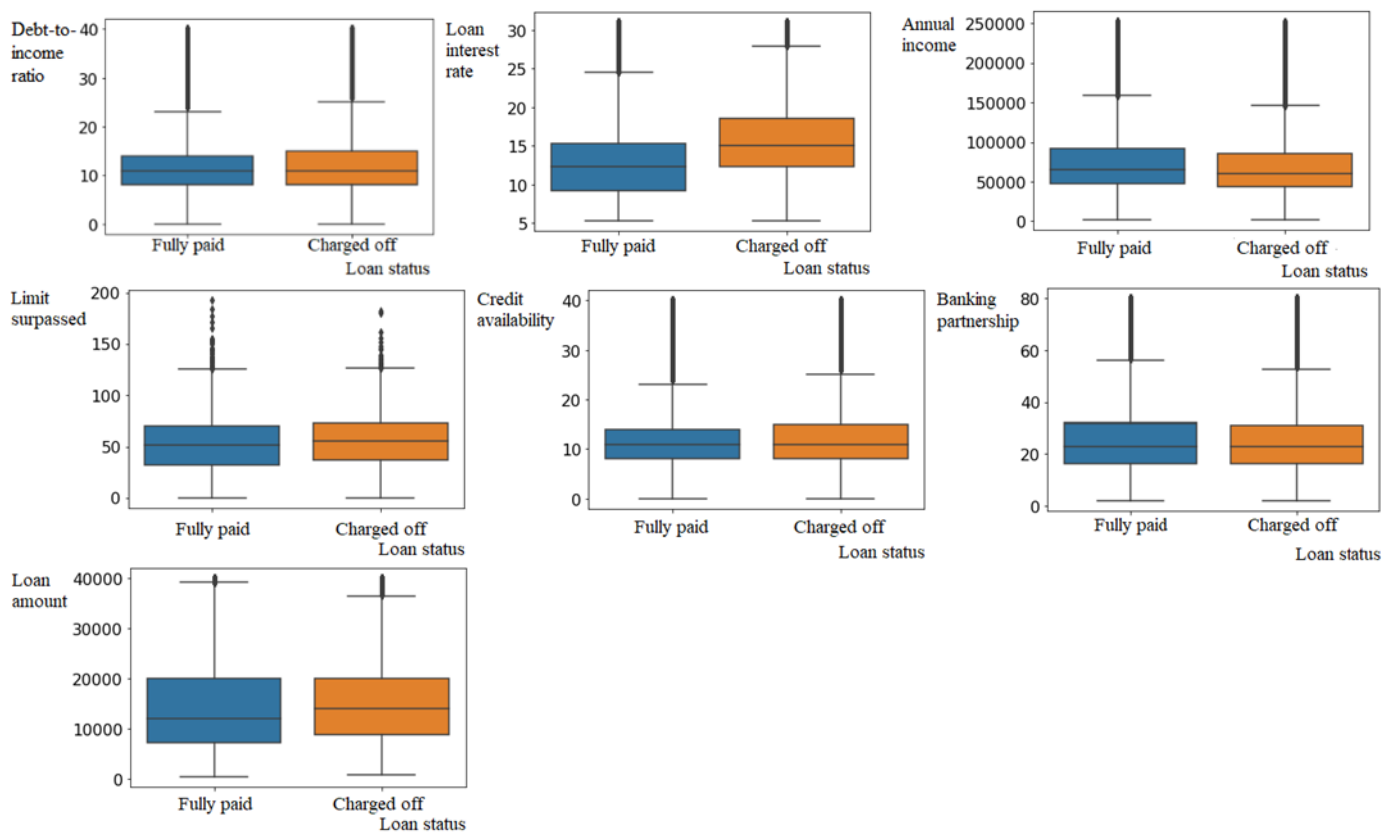 Debt-to-
income
ratio
40
30
20
10
0
Fully paid
Charged off
Loan status
Loan
interest
rate
30
25
20
15
10
5
Fully paid
Charged off
Loan status
Annual
income
250000
200000
150000
100000
50000
0
Fully paid
Charged off
Loan status
Limit
surpassed
200
150
100
50
0
Fully paid
Charged off
Loan status
Credit
availability
40
30
20
10
0
Fully paid
Charged off
Loan status
Banking
partnership
80
60
40
20
0
Fully paid
Charged off
Loan status
Loan
amount
40000
30000
20000
10000
0
Fully paid
Charged off
Loan status